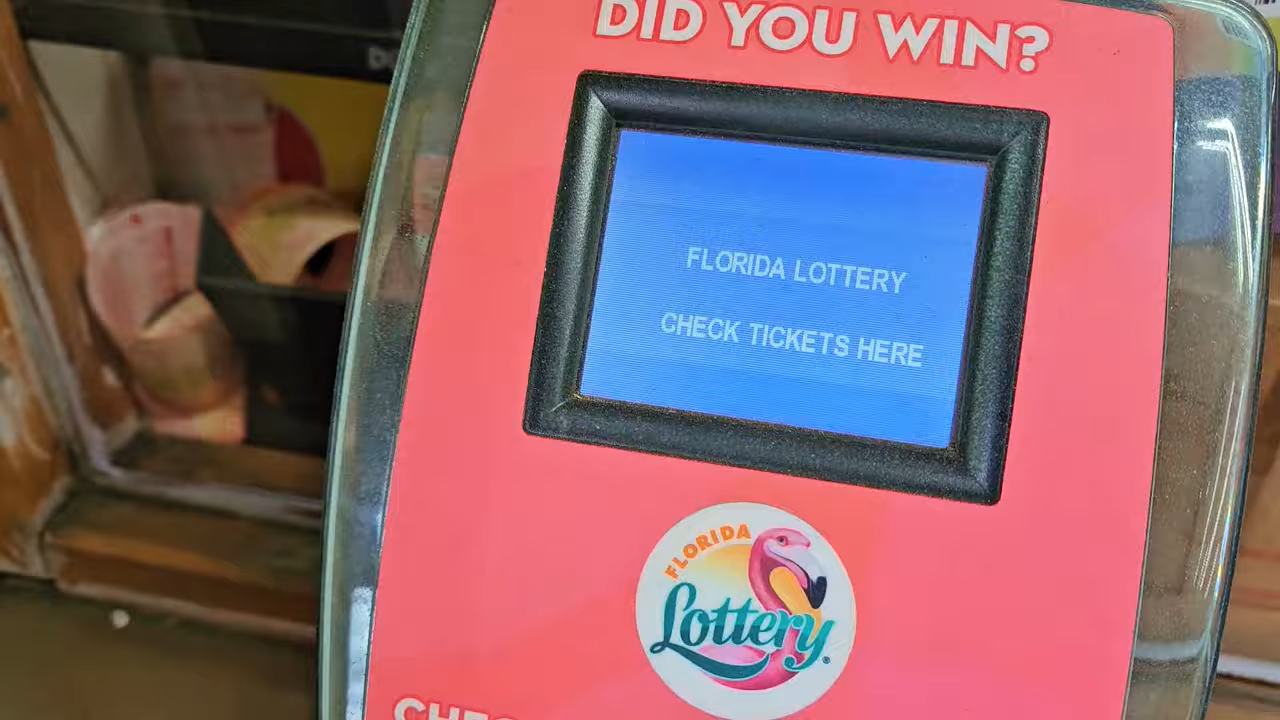 DID YOU WIN?
FLORIDA LOTTERY
CHECK TICKETS HERE
FLORIDA
Lottery®